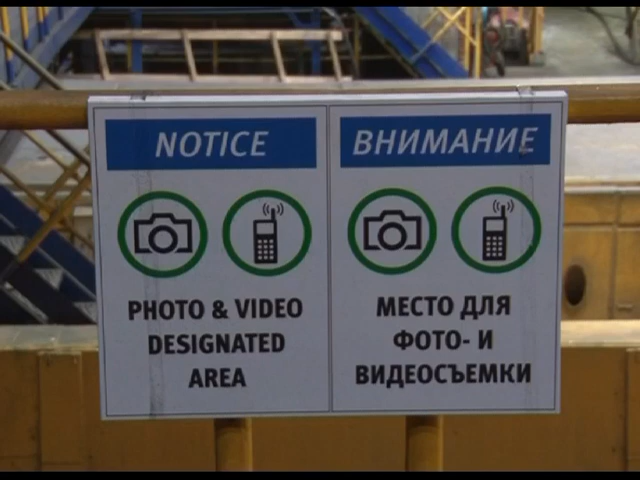 NOTICE
PHOTO & VIDEO
DESIGNATED
AREA
ВНИМАНИЕ
МЕСТО ДЛЯ
ФОТО- И
ВИДЕОСЪЕМКИ